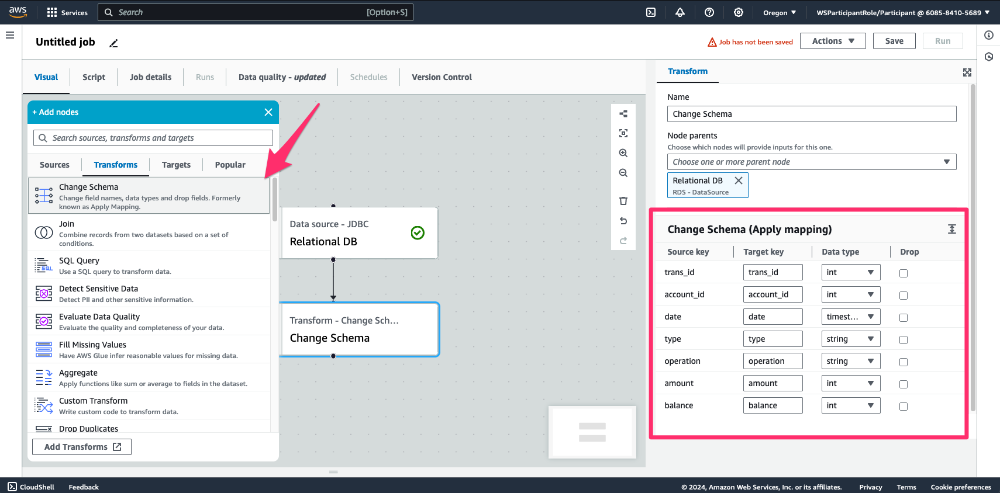 aws
Services
Search
[Option+S]
Oregon
WSParticipantRole/Participant @ 6085-8410-5689
Untitled job
Job has not been saved
Actions
Save
Run
Visual
Script
Job details
Runs
Data quality - updated
Schedules
Version Control
+ Add nodes
Search sources, transforms and targets
Sources
Transforms
Targets
Popular
Change Schema
Change field names, data types and drop fields. Formerly
known as Apply Mapping.
Join
Combine records from two datasets based on a set of
conditions.
SQL
SQL Query
Use a SQL query to transform data.
Detect Sensitive Data
Detect PII and other sensitive information.
Evaluate Data Quality
Evaluate the quality and completeness of your data.
Fill Missing Values
Have AWS Glue infer reasonable values for missing data.
Aggregate
Apply functions like sum or average to fields in the dataset.
Custom Transform
Write custom code to transform data.
Drop Duplicates
Add Transforms
Data source - JDBC
Relational DB
Transform - Change Sch...
Change Schema
Transform
Name
Change Schema
Node parents
Choose which nodes will provide inputs for this one.
Choose one or more parent node
Relational DB
RDS - DataSource
Change Schema (Apply mapping)
Source key Target key Data type Drop
trans_id trans_id int
account_id account_id int
date date timest...
type type string
operation operation string
amount amount int
balance balance int
CloudShell
Feedback
© 2024, Amazon Web Services, Inc. or its affiliates.
Privacy
Terms
Cookie preferences